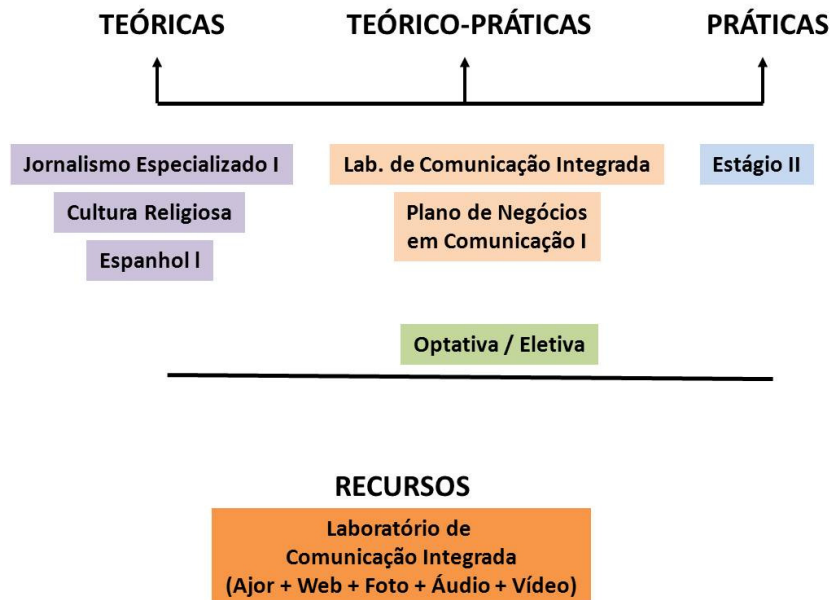 TEÓRICAS
TEÓRICO-PRÁTICAS
PRÁTICAS
Jornalismo Especializado I
Cultura Religiosa
Espanhol l
Lab. de Comunicação Integrada
Plano de Negócios
em Comunicação I
Estágio II
Optativa / Eletiva
RECURSOS
Laboratório de
Comunicação Integrada
(Ajor + Web + Foto + Áudio + Vídeo)